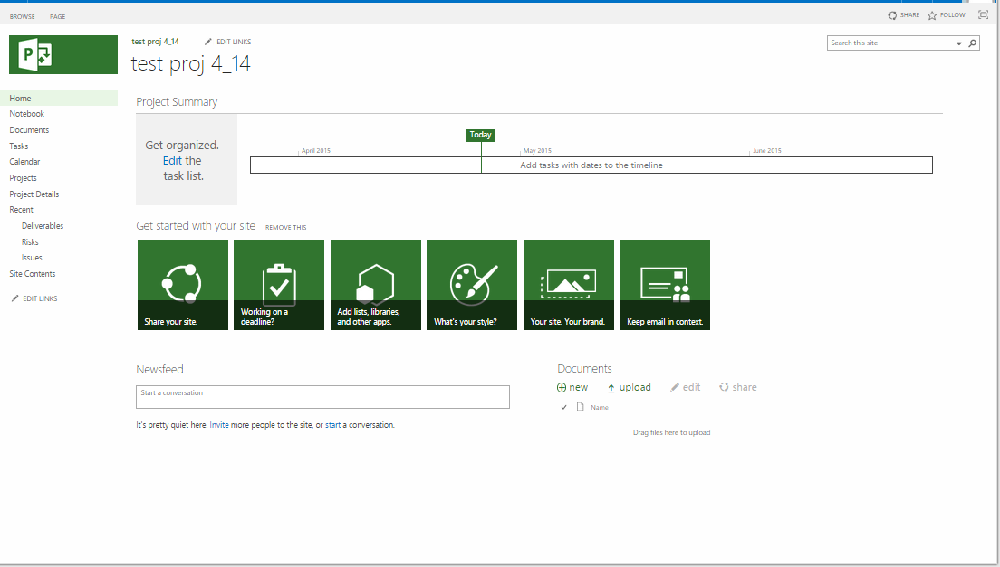 BROWSE PAGE SHARE FOLLOW
P
test proj 4_14 EDIT LINKS
test proj 4_14
Search this site
Home
Notebook
Documents
Tasks
Calendar
Projects
Project Details
Recent
Deliverables
Risks
Issues
Site Contents
EDIT LINKS
Project Summary
Get organized.
Edit the
task list.
Today
April 2015 May 2015 June 2015
Add tasks with dates to the timeline
Get started with your site REMOVE THIS
Share your site.
Working on a
deadline?
Add lists, libraries,
and other apps.
What's your style?
Your site. Your brand.
Keep email in context.
Newsfeed
Start a conversation
It's pretty quiet here. Invite more people to the site, or start a conversation.
Documents
new upload edit share
Name
Drag files here to upload